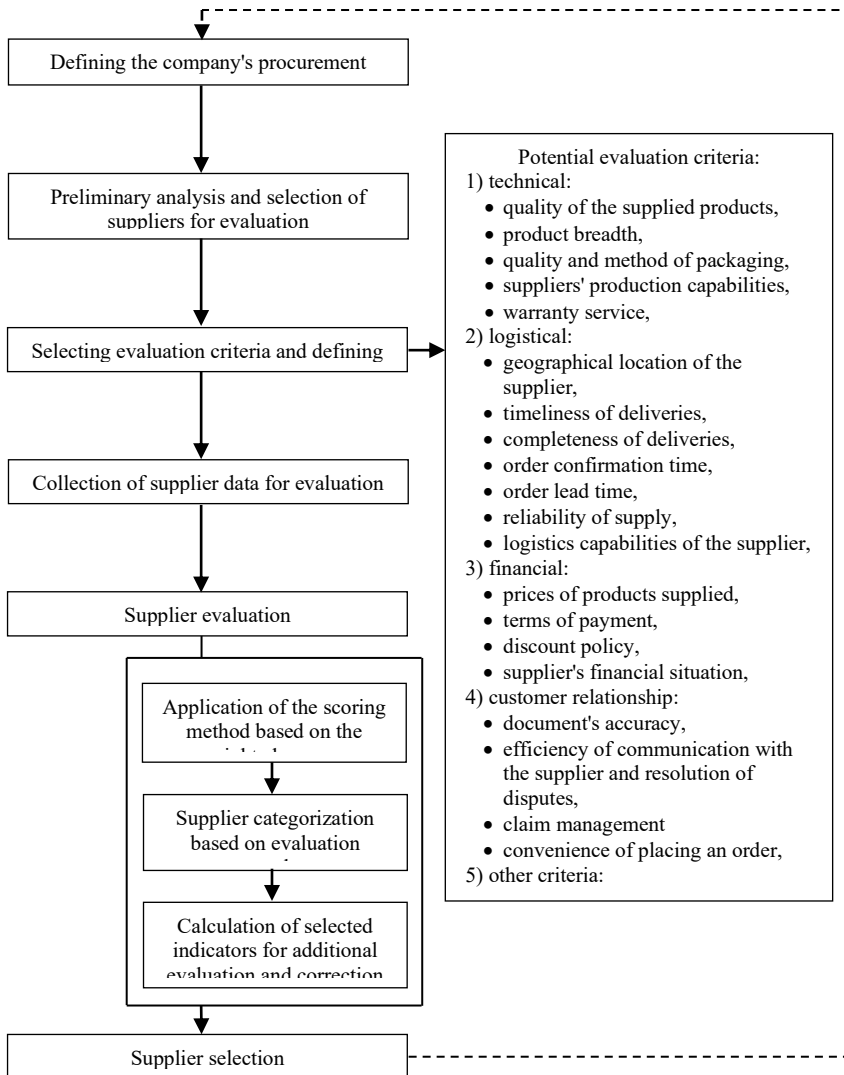 Defining the company's procurement
Preliminary analysis and selection of
suppliers for evaluation
Selecting evaluation criteria and defining
Collection of supplier data for evaluation
Supplier evaluation
Application of the scoring
method based on the
Supplier categorization
based on evaluation
Calculation of selected
indicators for additional
evaluation and correction
Supplier selection
Potential evaluation criteria:
1) technical:
• quality of the supplied products,
• product breadth,
• quality and method of packaging,
• suppliers' production capabilities,
• warranty service,
2) logistical:
• geographical location of the
supplier,
• timeliness of deliveries,
• completeness of deliveries,
• order confirmation time,
• order lead time,
• reliability of supply,
• logistics capabilities of the supplier,
3) financial:
• prices of products supplied,
• terms of payment,
• discount policy,
• supplier's financial situation,
4) customer relationship:
• document's accuracy,
• efficiency of communication with
the supplier and resolution of
disputes,
• claim management
• convenience of placing an order,
5) other criteria: